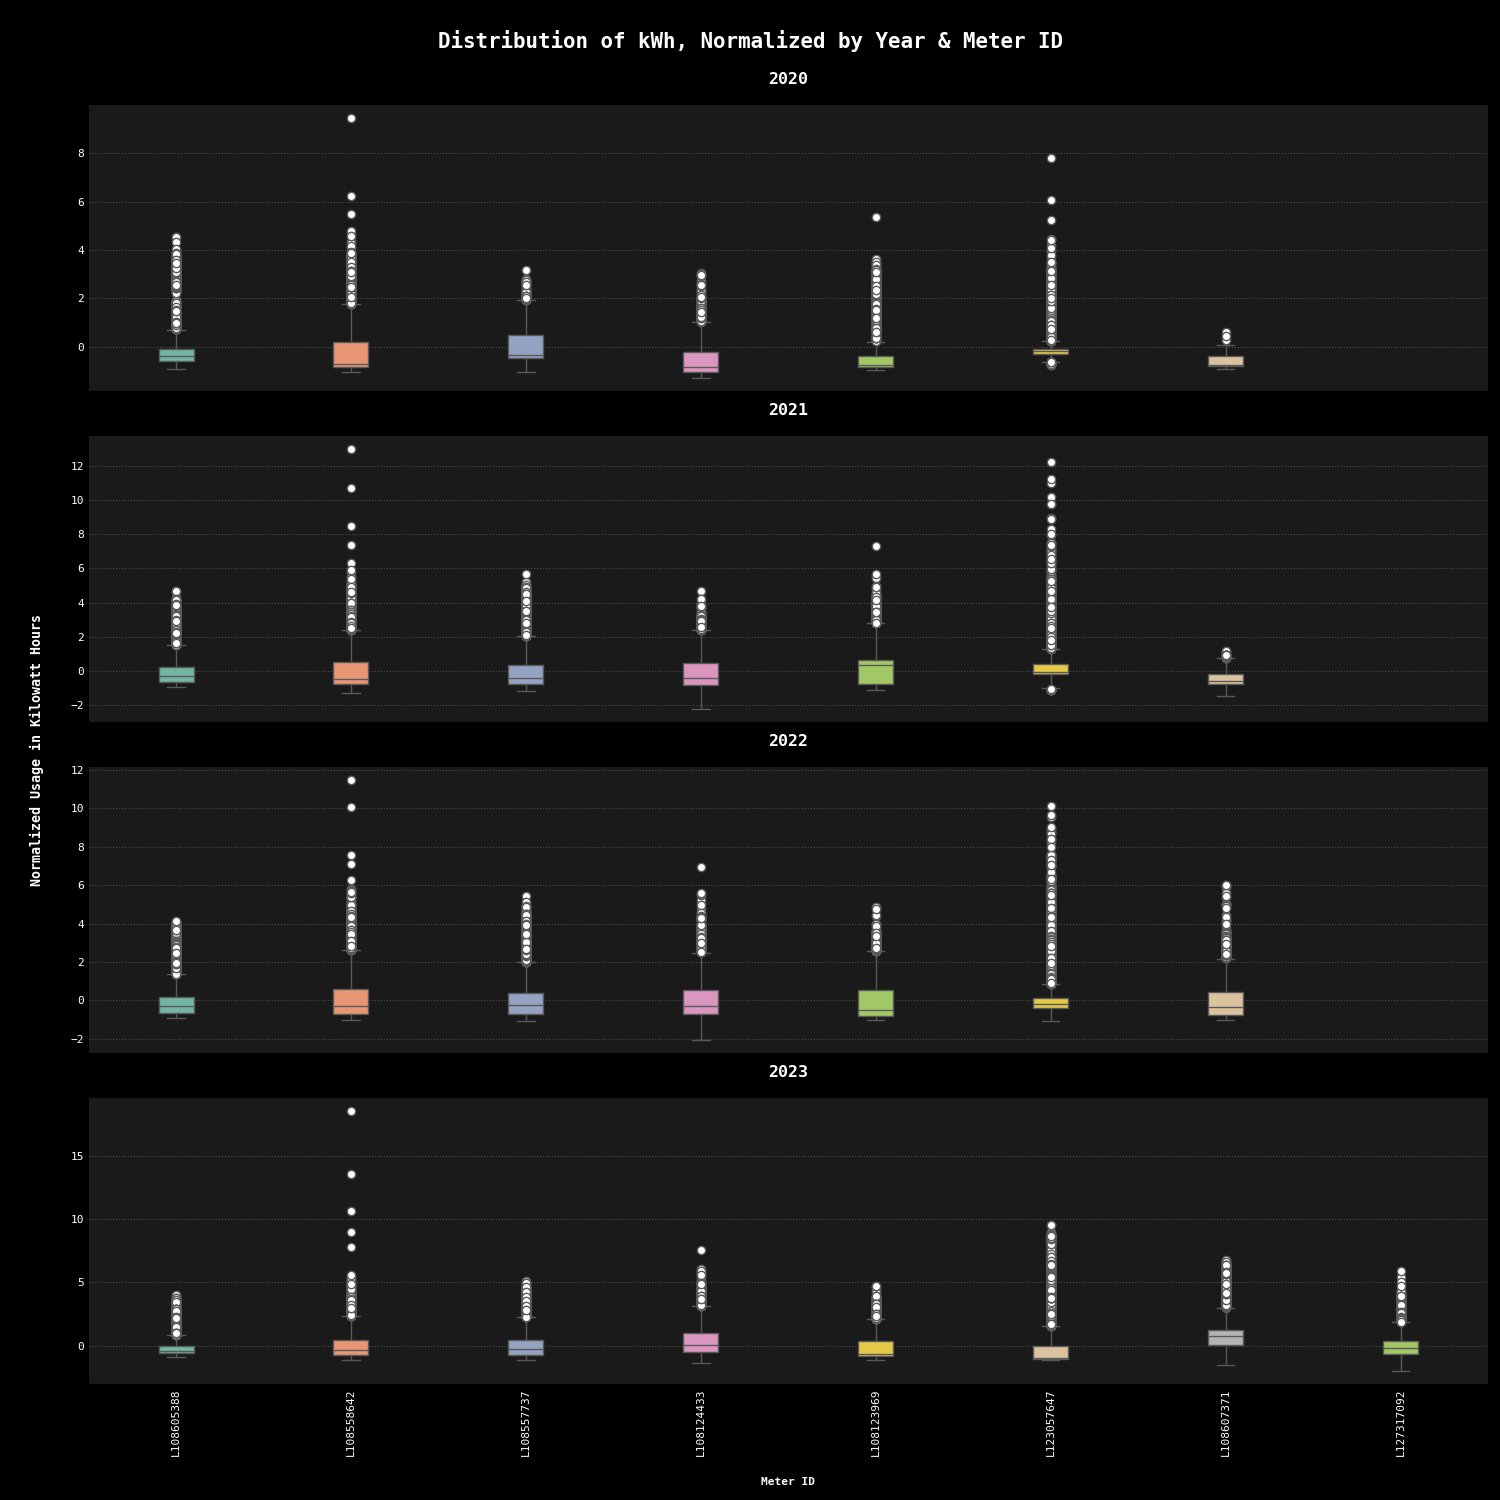 Distribution of kWh, Normalized by Year & Meter ID
2020
8
6
4
2
0
2021
12
10
8
6
4
2
0
−2
2022
12
10
8
6
4
2
0
−2
2023
15
10
5
0
Normalized Usage in Kilowatt Hours
L108605388
L108558642
L108557737
L108124433
L108123969
L123057647
L108607371
L127317092
Meter ID